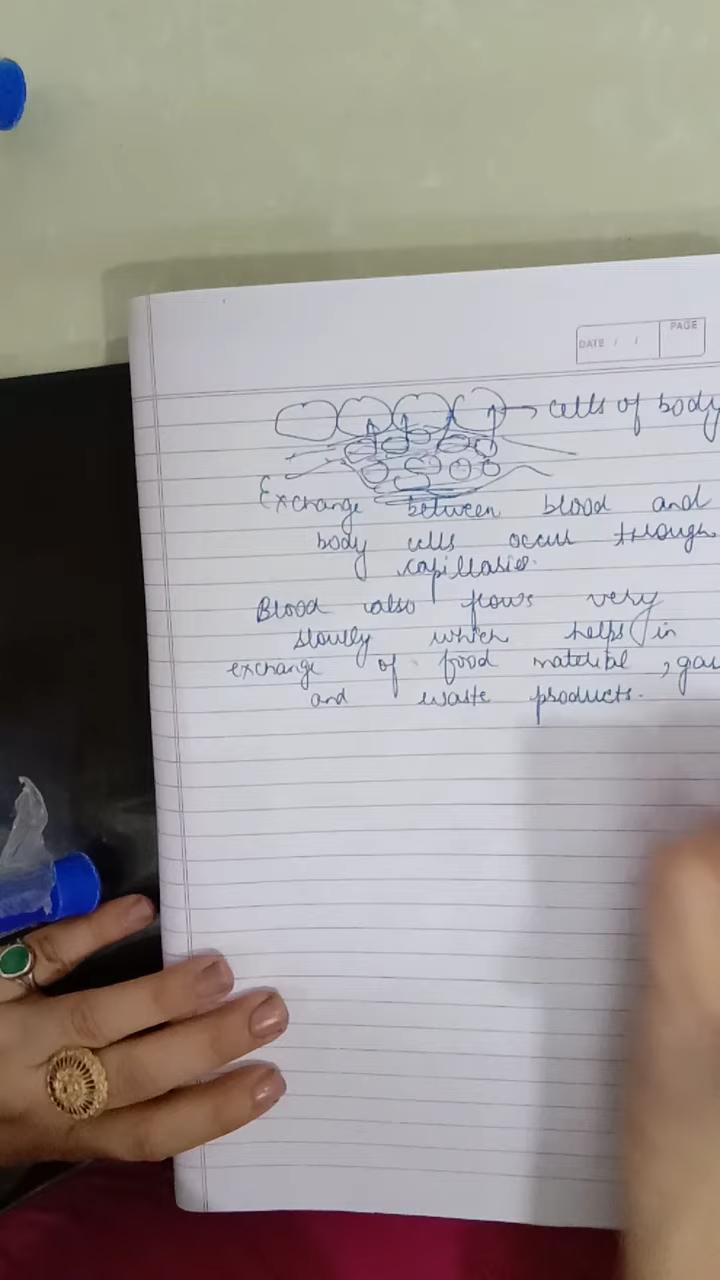 PAGE
DATE / /
cells of body
Exchange between blood and
body cells occur through
capillaries.
Blood also flows very
slowly which helps in
exchange of food material, gas
and waste products.